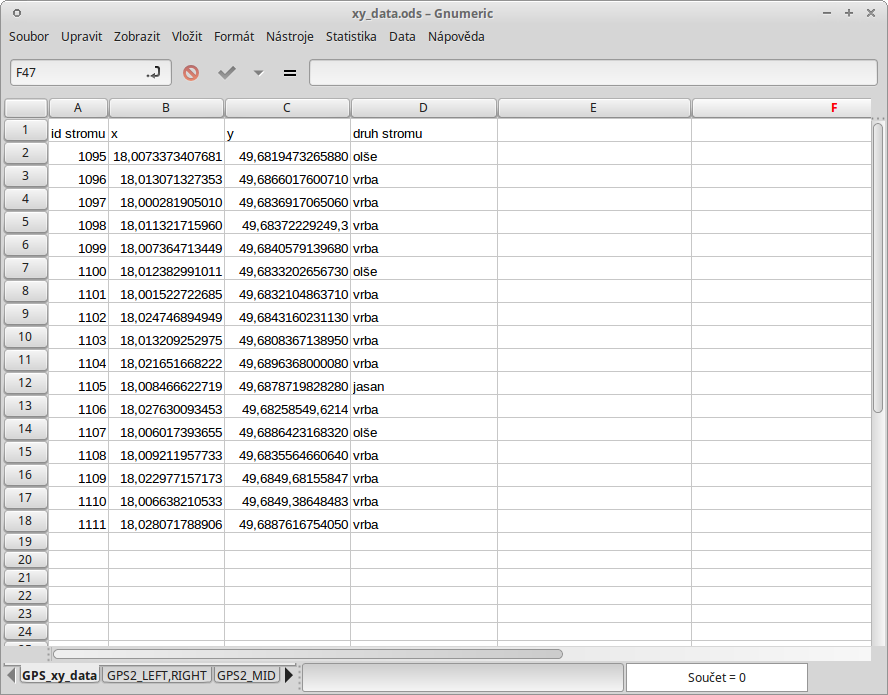 xy_data.ods – Gnumeric
Soubor Upravit Zobrazit Vložit Formát Nástroje Statistika Data Nápověda
F47 =
A B C D E F
1 id stromu x y druh stromu
2 1095 18,0073373407681 49,6819473265880 olše
3 1096 18,013071327353 49,6866017600710 vrba
4 1097 18,000281905010 49,6836917065060 vrba
5 1098 18,011321715960 49,68372229249,3 vrba
6 1099 18,007364713449 49,6840579139680 vrba
7 1100 18,012382991011 49,6833202656730 olše
8 1101 18,001522722685 49,6832104863710 vrba
9 1102 18,024746894949 49,6843160231130 vrba
10 1103 18,013209252975 49,6808367138950 vrba
11 1104 18,021651668222 49,6896368000080 vrba
12 1105 18,008466622719 49,6878719828280 jasan
13 1106 18,027630093453 49,68258549,6214 vrba
14 1107 18,006017393655 49,6886423168320 olše
15 1108 18,009211957733 49,6835564660640 vrba
16 1109 18,022977157173 49,6849,68155847 vrba
17 1110 18,006638210533 49,6849,38648483 vrba
18 1111 18,028071788906 49,6887616754050 vrba
19
20
21
22
23
24
GPS_xy_data GPS2_LEFT,RIGHT GPS2_MID Součet = 0